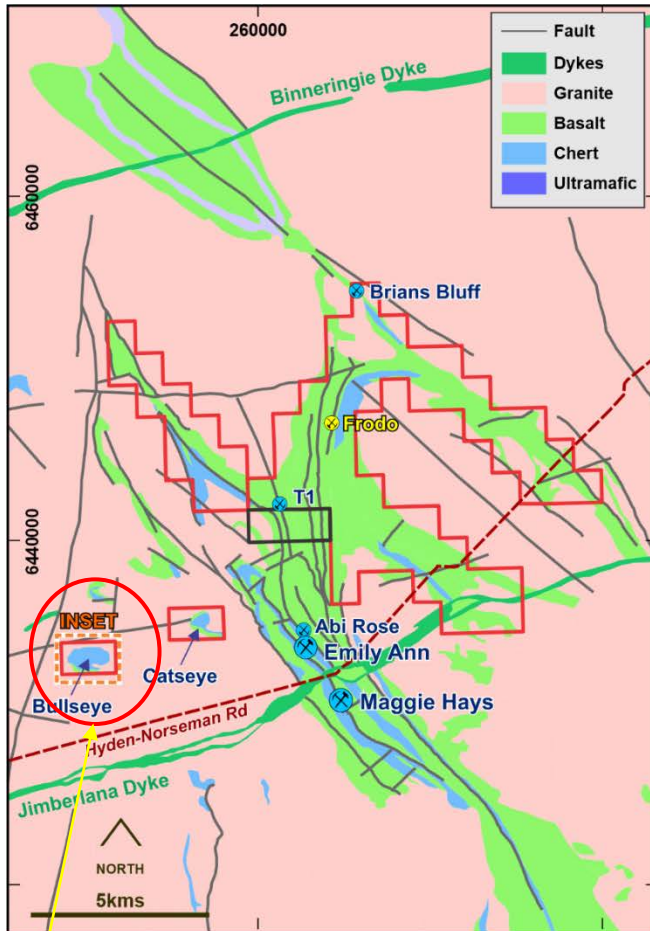 260000
Fault
Dykes
Granite
Basalt
Chert
Ultramafic
Binneringie Dyke
6460000
Brians Bluff
Frodo
T1
6440000
INSET
Bullseye
Catseye
Abi Rose
Emily Ann
Maggie Hays
Hyden-Norseman Rd
Jimberlana Dyke
NORTH
5kms